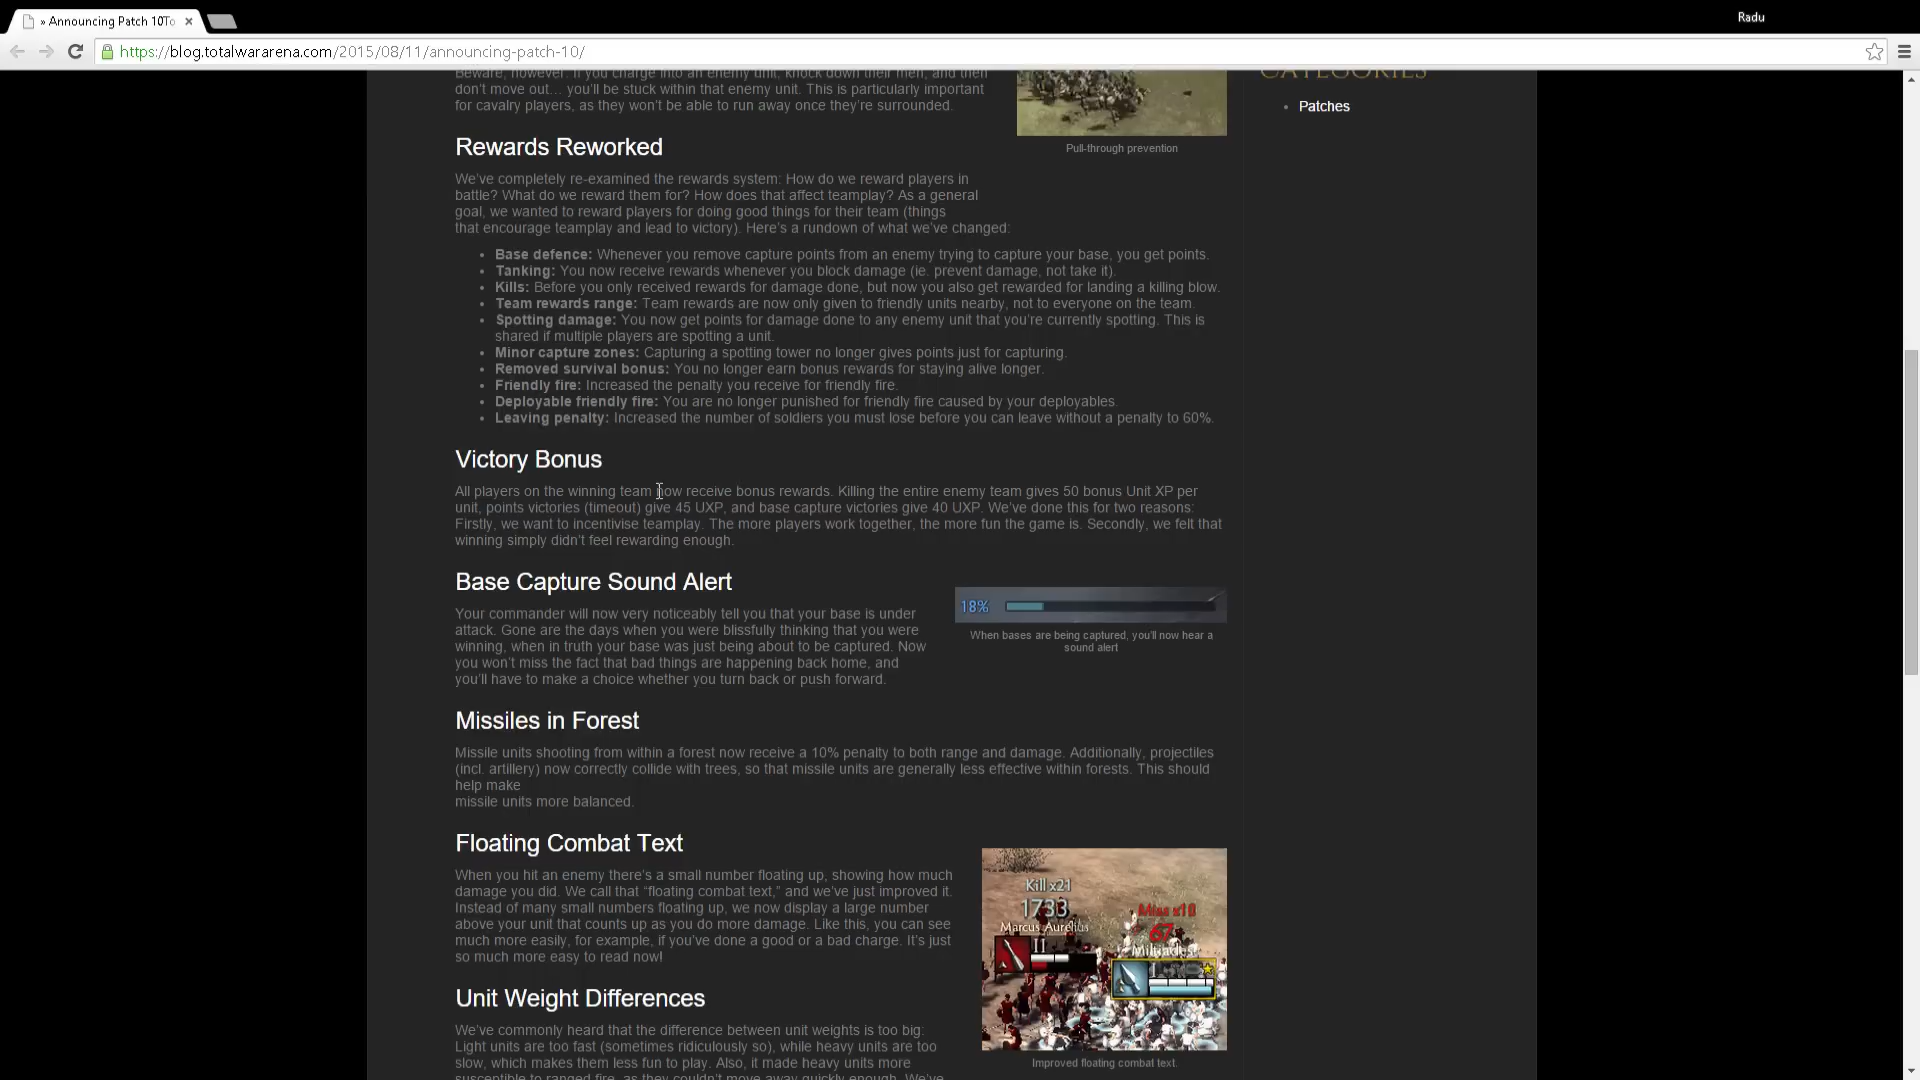 » Announcing Patch 10To
Radu
https://blog.totalwararena.com/2015/08/11/announcing-patch-10/
Beware, however: If you charge into an enemy unit, knock down their men, and then
don't move out… you'll be stuck within that enemy unit. This is particularly important
for cavalry players, as they won't be able to run away once they're surrounded.
Pull-through prevention
CATEGORIES
• Patches
Rewards Reworked
We've completely re-examined the rewards system: How do we reward players in
battle? What do we reward them for? How does that affect teamplay? As a general
goal, we wanted to reward players for doing good things for their team (things
that encourage teamplay and lead to victory). Here's a rundown of what we've changed:
• Base defence: Whenever you remove capture points from an enemy trying to capture your base, you get points.
• Tanking: You now receive rewards whenever you block damage (ie. prevent damage, not take it).
• Kills: Before you only received rewards for damage done, but now you also get rewarded for landing a killing blow.
• Team rewards range: Team rewards are now only given to friendly units nearby, not to everyone on the team.
• Spotting damage: You now get points for damage done to any enemy unit that you're currently spotting. This is
shared if multiple players are spotting a unit.
• Minor capture zones: Capturing a spotting tower no longer gives points just for capturing.
• Removed survival bonus: You no longer earn bonus rewards for staying alive longer.
• Friendly fire: Increased the penalty you receive for friendly fire.
• Deployable friendly fire: You are no longer punished for friendly fire caused by your deployables.
• Leaving penalty: Increased the number of soldiers you must lose before you can leave without a penalty to 60%.
Victory Bonus
All players on the winning team now receive bonus rewards. Killing the entire enemy team gives 50 bonus Unit XP per
unit, points victories (timeout) give 45 UXP, and base capture victories give 40 UXP. We've done this for two reasons:
Firstly, we want to incentivise teamplay. The more players work together, the more fun the game is. Secondly, we felt that
winning simply didn't feel rewarding enough.
Base Capture Sound Alert
Your commander will now very noticeably tell you that your base is under
attack. Gone are the days when you were blissfully thinking that you were
winning, when in truth your base was just being about to be captured. Now
you won't miss the fact that bad things are happening back home, and
you'll have to make a choice whether you turn back or push forward.
18%
When bases are being captured, you'll now hear a
sound alert
Missiles in Forest
Missile units shooting from within a forest now receive a 10% penalty to both range and damage. Additionally, projectiles
(incl. artillery) now correctly collide with trees, so that missile units are generally less effective within forests. This should
help make
missile units more balanced.
Floating Combat Text
When you hit an enemy there's a small number floating up, showing how much
damage you did. We call that “floating combat text,” and we've just improved it.
Instead of many small numbers floating up, we now display a large number
above your unit that counts up as you do more damage. Like this, you can see
much more easily, for example, if you've done a good or a bad charge. It's just
so much more easy to read now!
Kill x21
1733
Marcus Aurelius
II
Miss x10
67
Miltiades
I
Improved floating combat text.
Unit Weight Differences
We've commonly heard that the difference between unit weights is too big:
Light units are too fast (sometimes ridiculously so), while heavy units are too
slow, which makes them less fun to play. Also, it made heavy units more
susceptible to ranged fire, as they couldn't move away quickly enough. We've